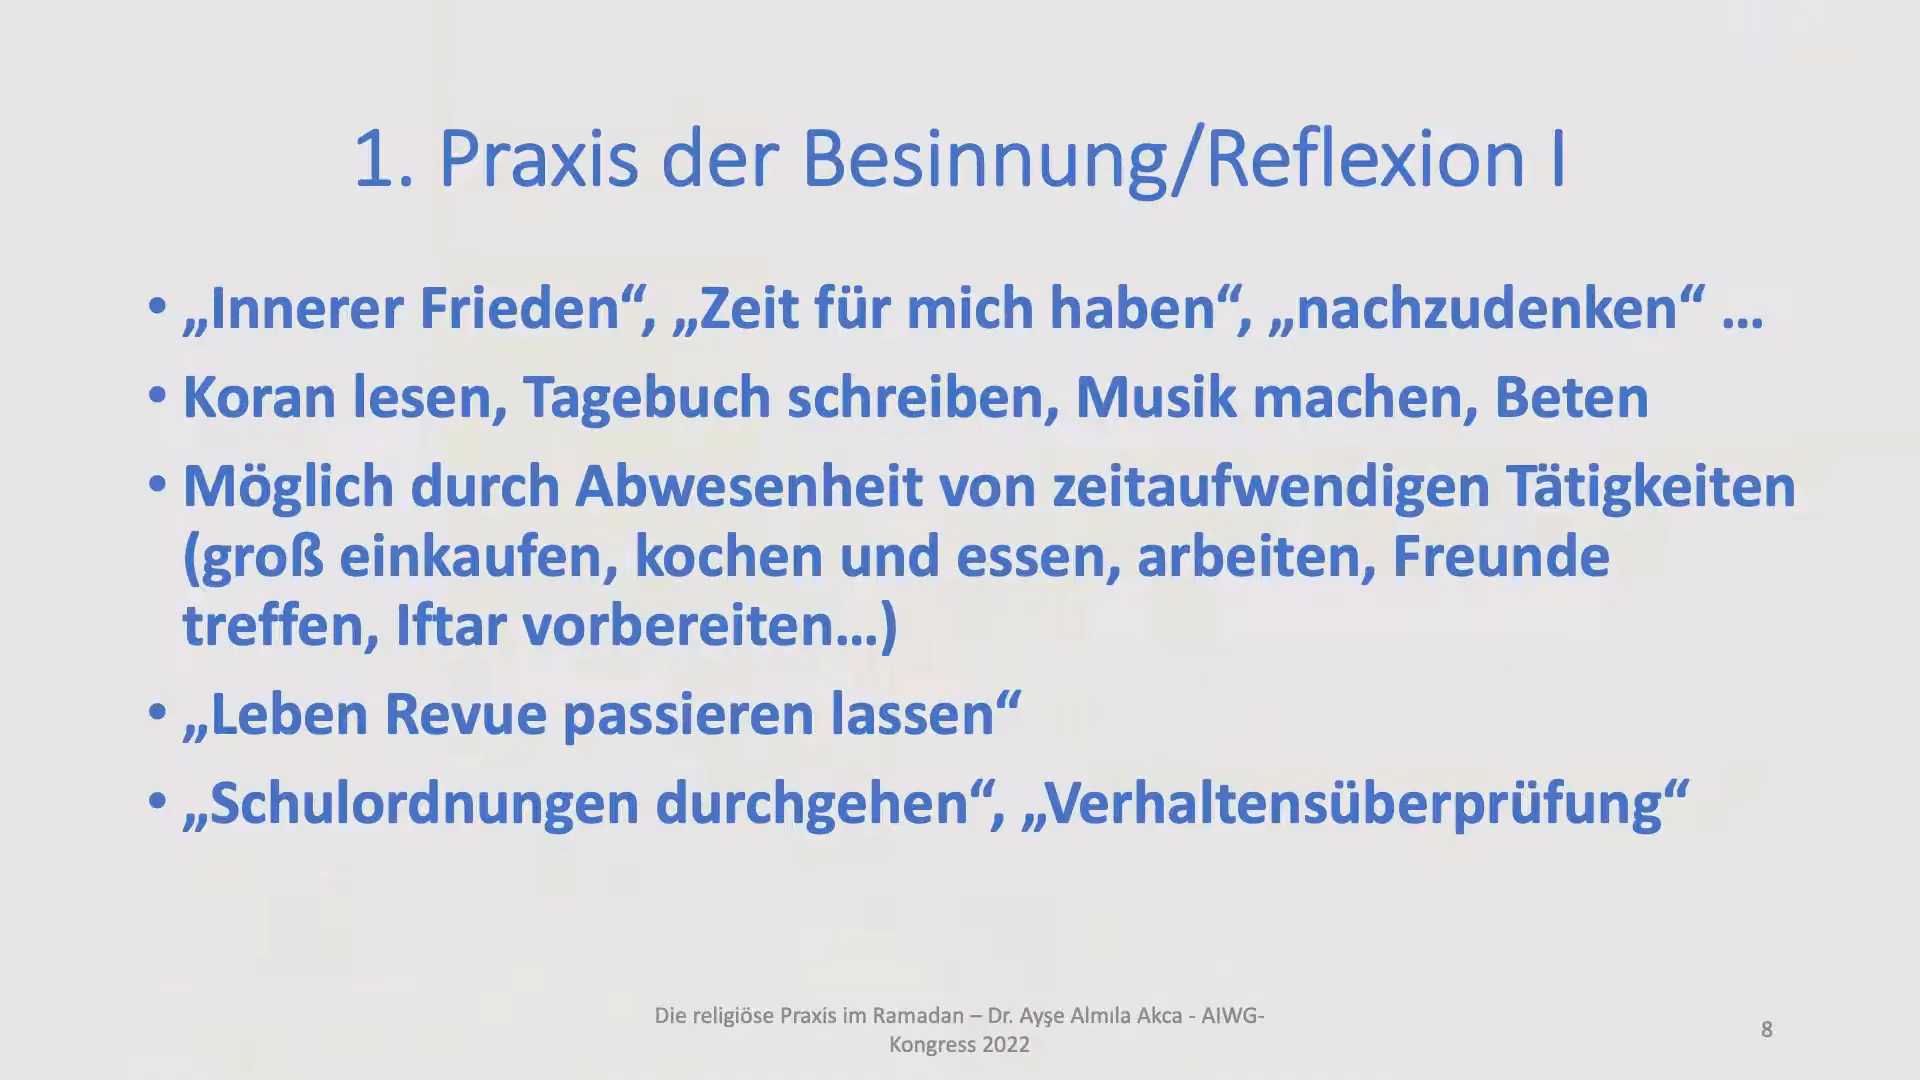 1. Praxis der Besinnung/Reflexion I
• „Innerer Frieden“, „Zeit für mich haben“, „nachzudenken“ …
• Koran lesen, Tagebuch schreiben, Musik machen, Beten
• Möglich durch Abwesenheit von zeitaufwendigen Tätigkeiten
(groß einkaufen, kochen und essen, arbeiten, Freunde
treffen, Iftar vorbereiten…)
• „Leben Revue passieren lassen“
• „Schulordnungen durchgehen“, „Verhaltensüberprüfung“
Die religiöse Praxis im Ramadan – Dr. Ayşe Almıla Akca - AIWG-
Kongress 2022
8